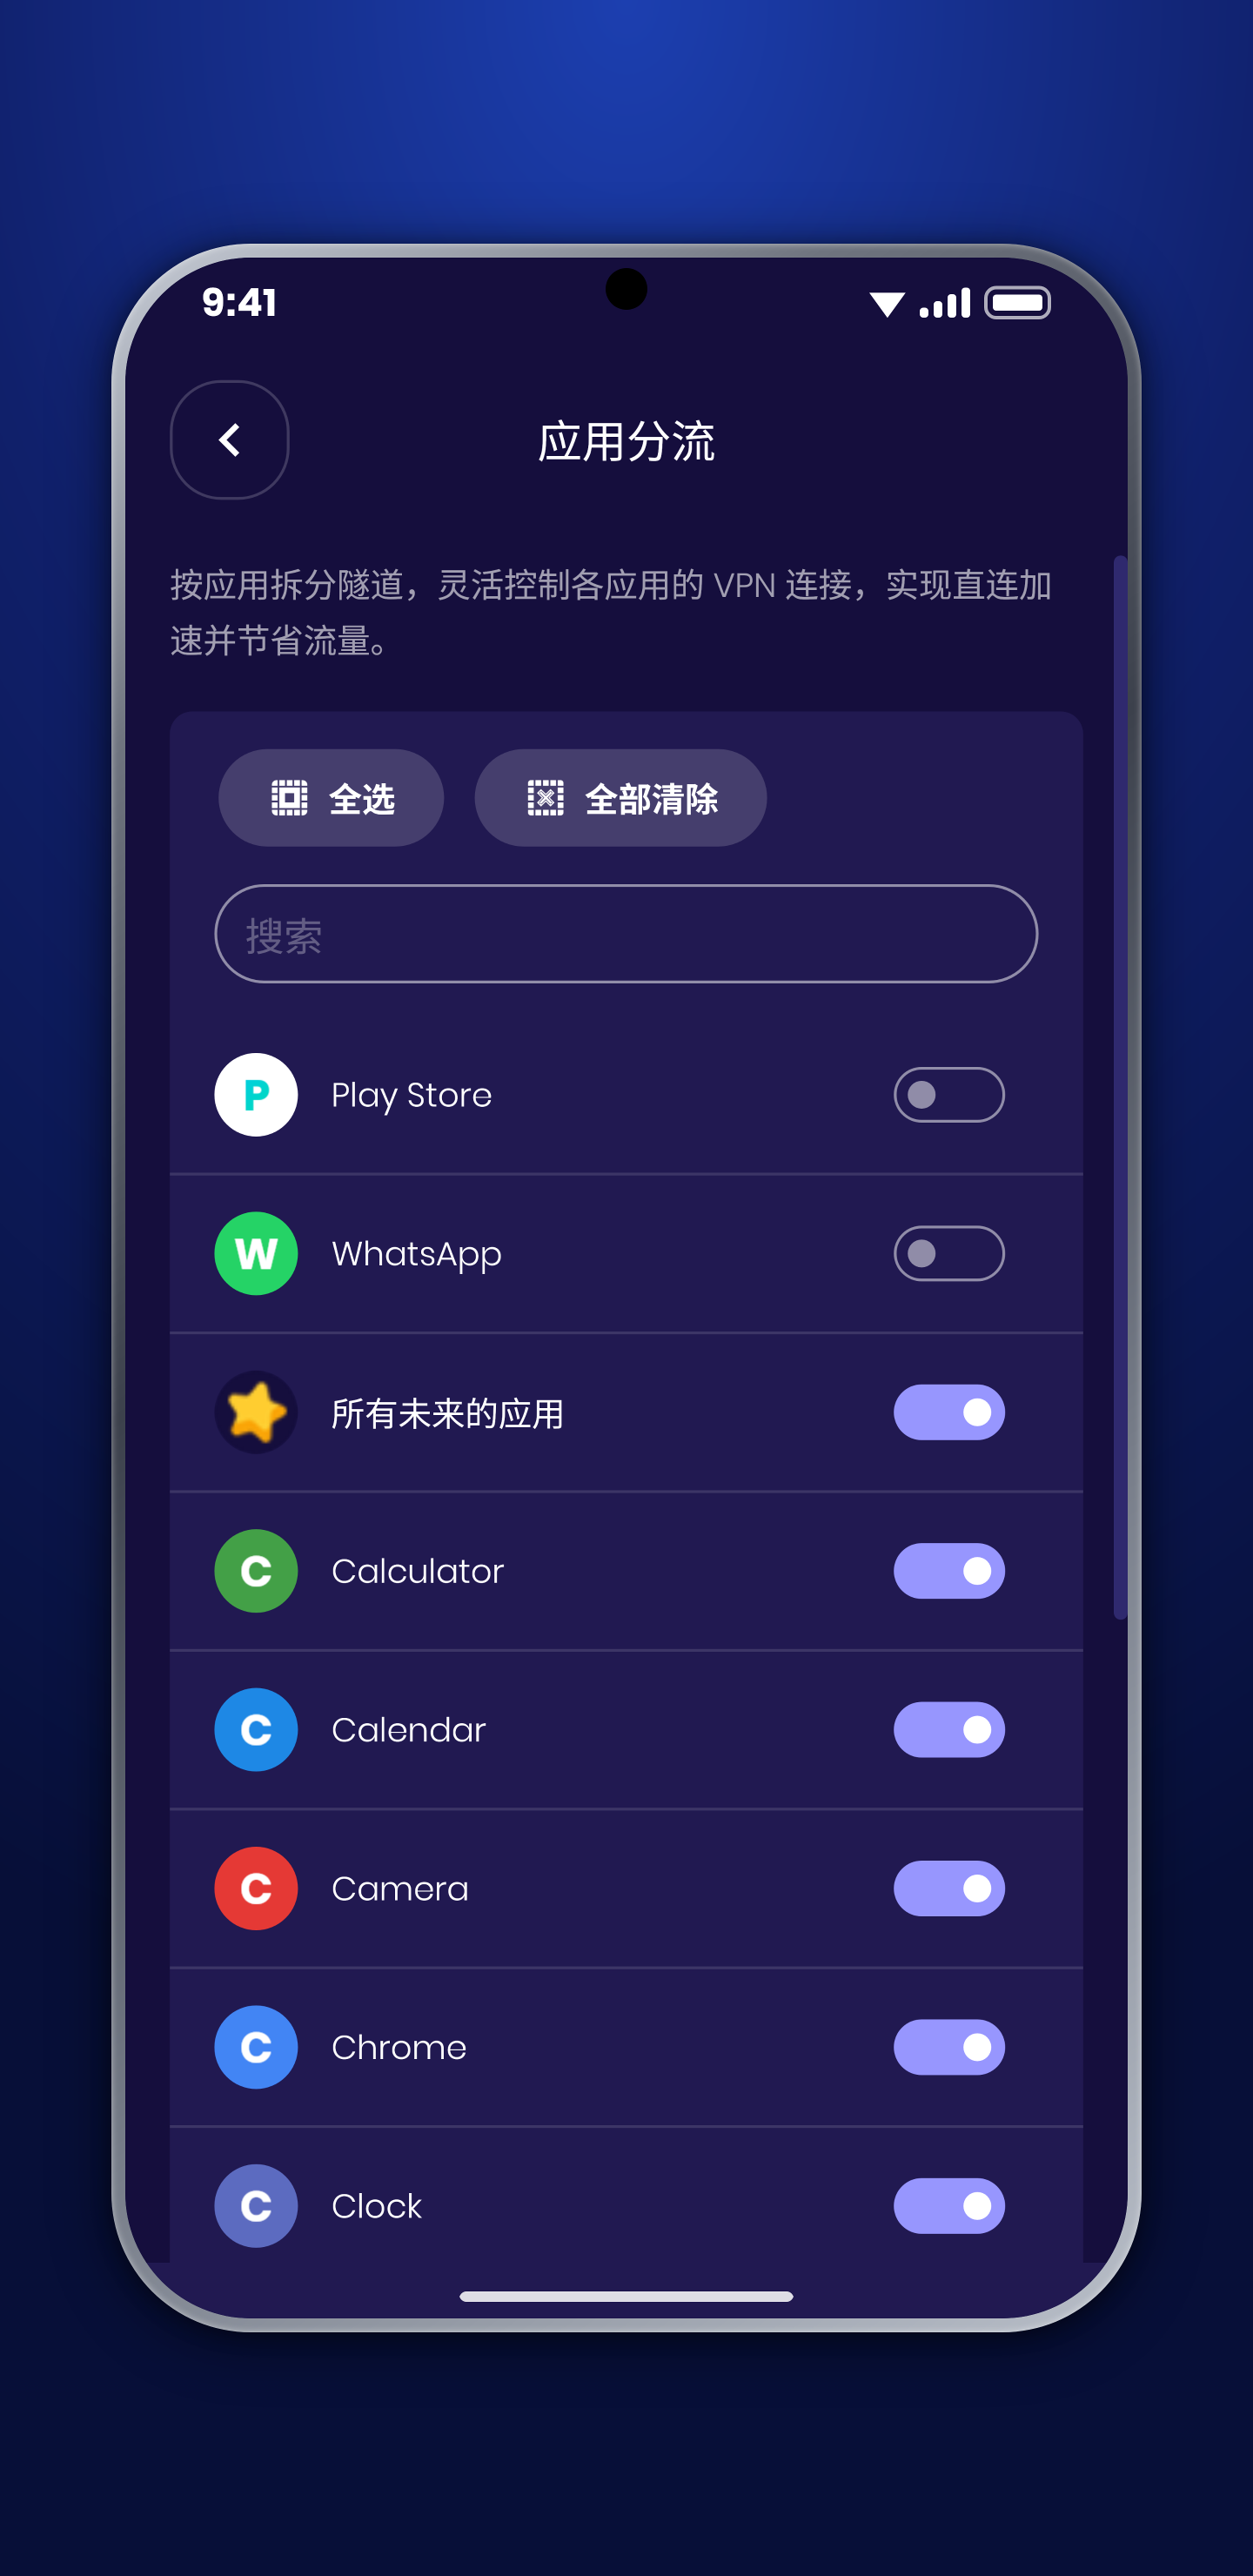 9:41
应用分流
按应用拆分隧道，灵活控制各应用的 VPN 连接，实现直连加
速并节省流量。
全选
全部清除
搜索
P Play Store
W WhatsApp
所有未来的应用
C Calculator
C Calendar
C Camera
C Chrome
C Clock